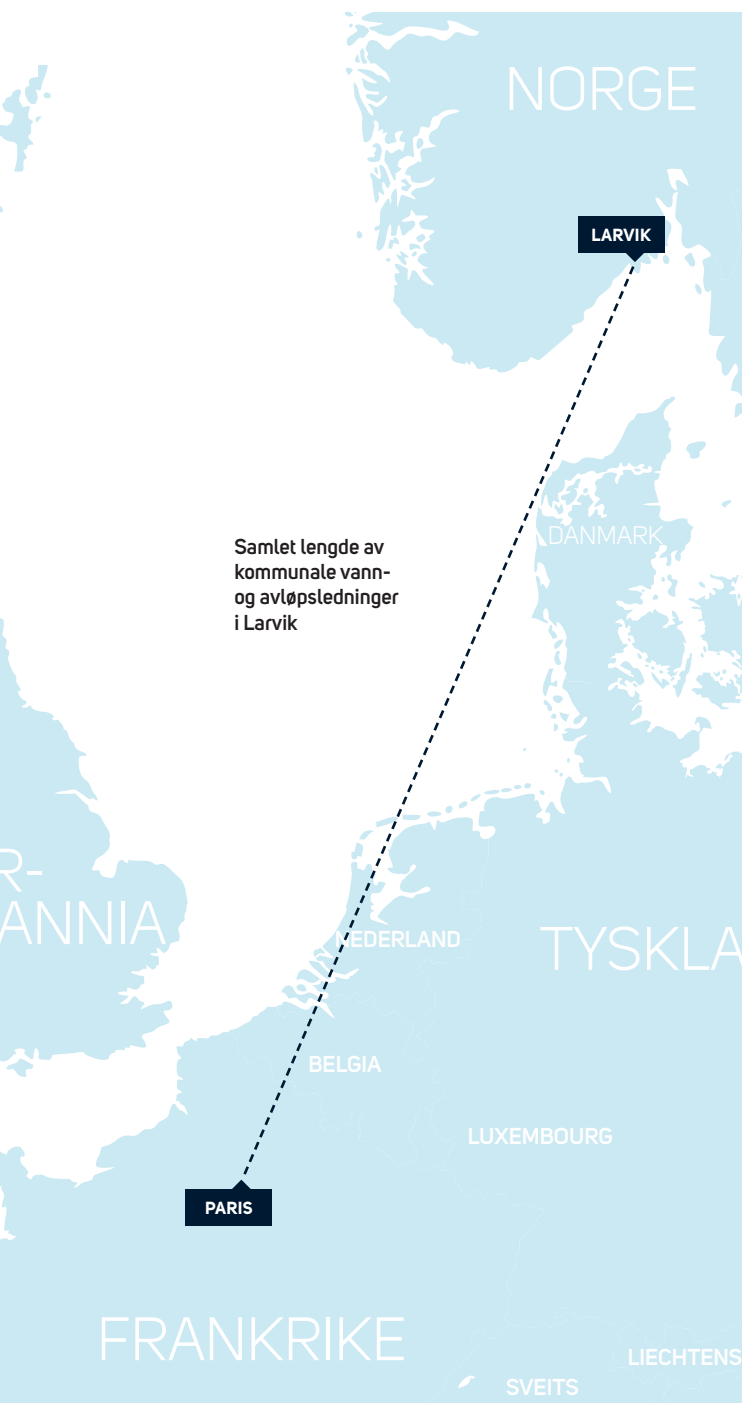 NORGE
LARVIK
DANMARK
Samlet lengde av
kommunale vann-
og avløpsledninger
i Larvik
R-
ANNIA
TYSKLA
NEDERLAND
BELGIA
LUXEMBOURG
PARIS
FRANKRIKE
LIECHTENS
SVEITS